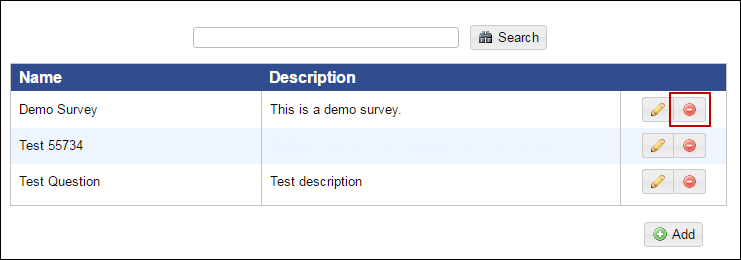 Search
Name Description
Demo Survey This is a demo survey.
Test 55734
Test Question Test description
Add